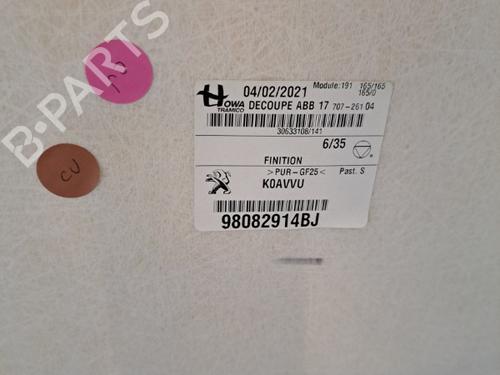 B-PARTS
HOWA
TRAMICO
04/02/2021
Module:191 165/165
165/0
DECOUPE ABB 17 707-261 04
30633108/141
6/35
FINITION
>PUR-GF25<
Past. S
K0AVVU
98082914BJ
CU